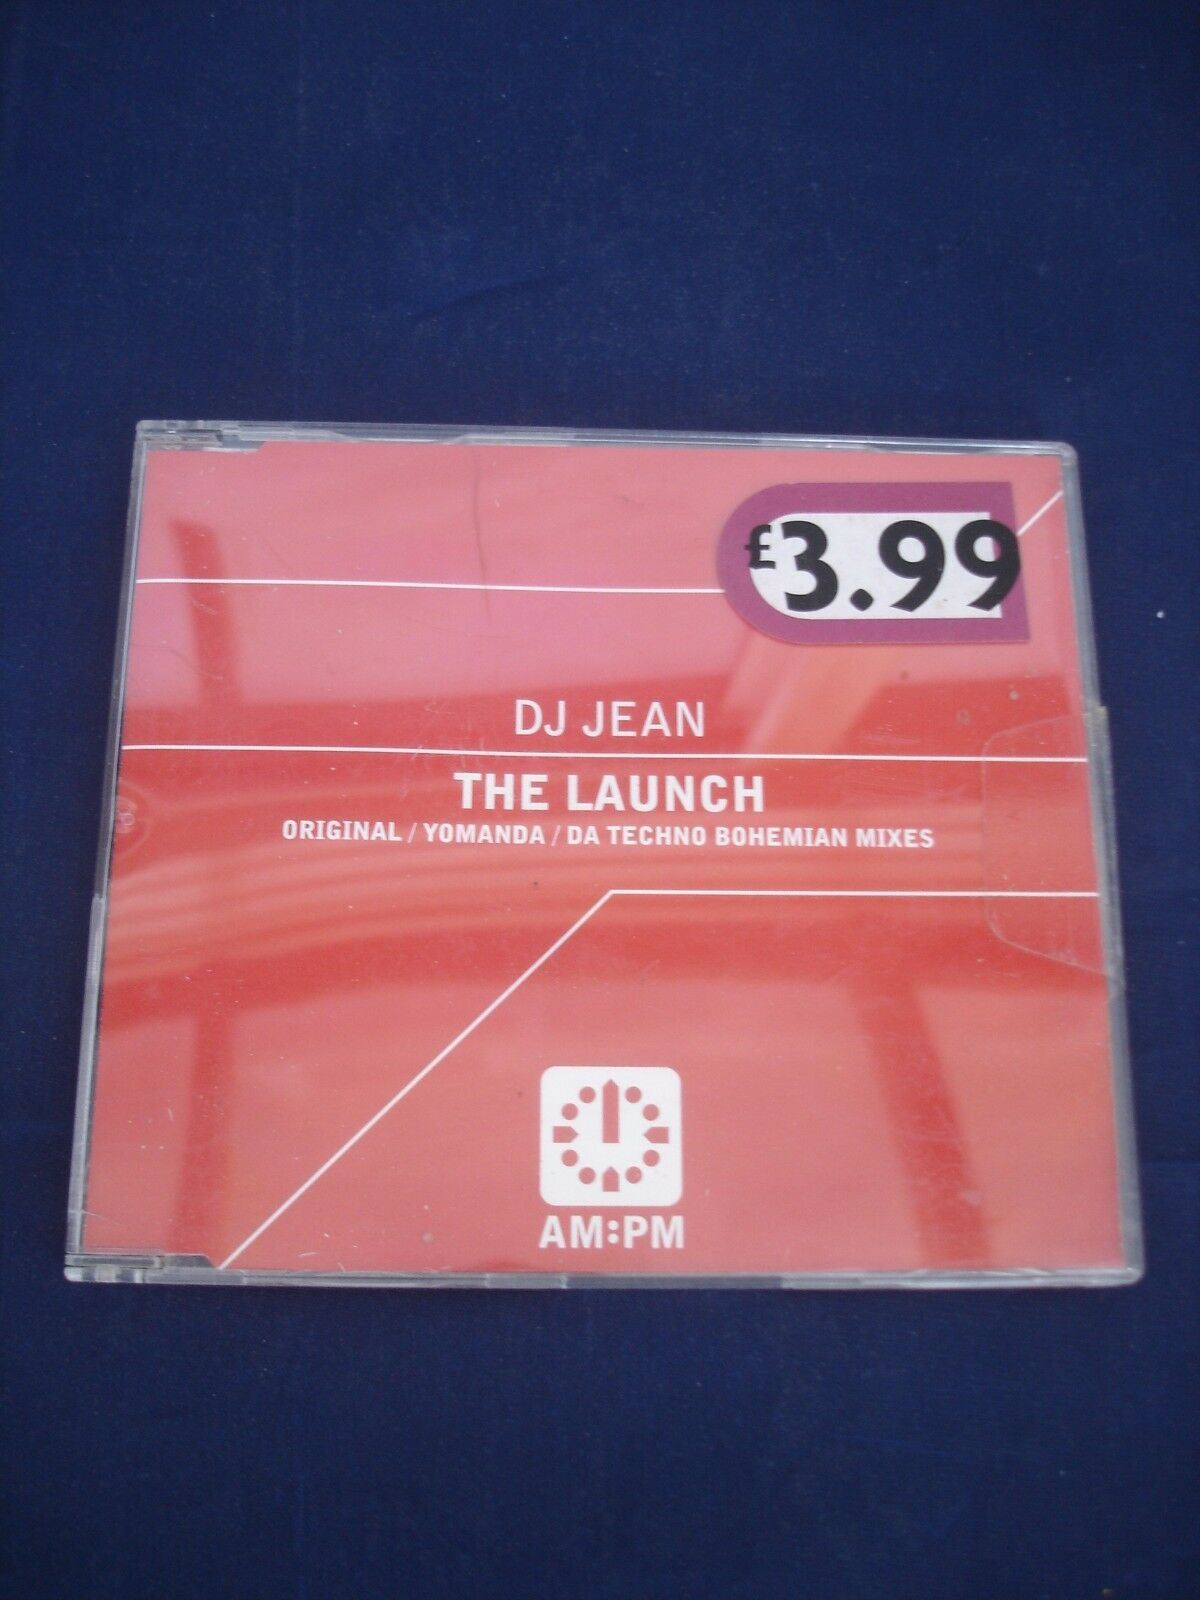 £3.99
DJ JEAN
THE LAUNCH
ORIGINAL / YOMANDA / DA TECHNO BOHEMIAN MIXES
AM:PM